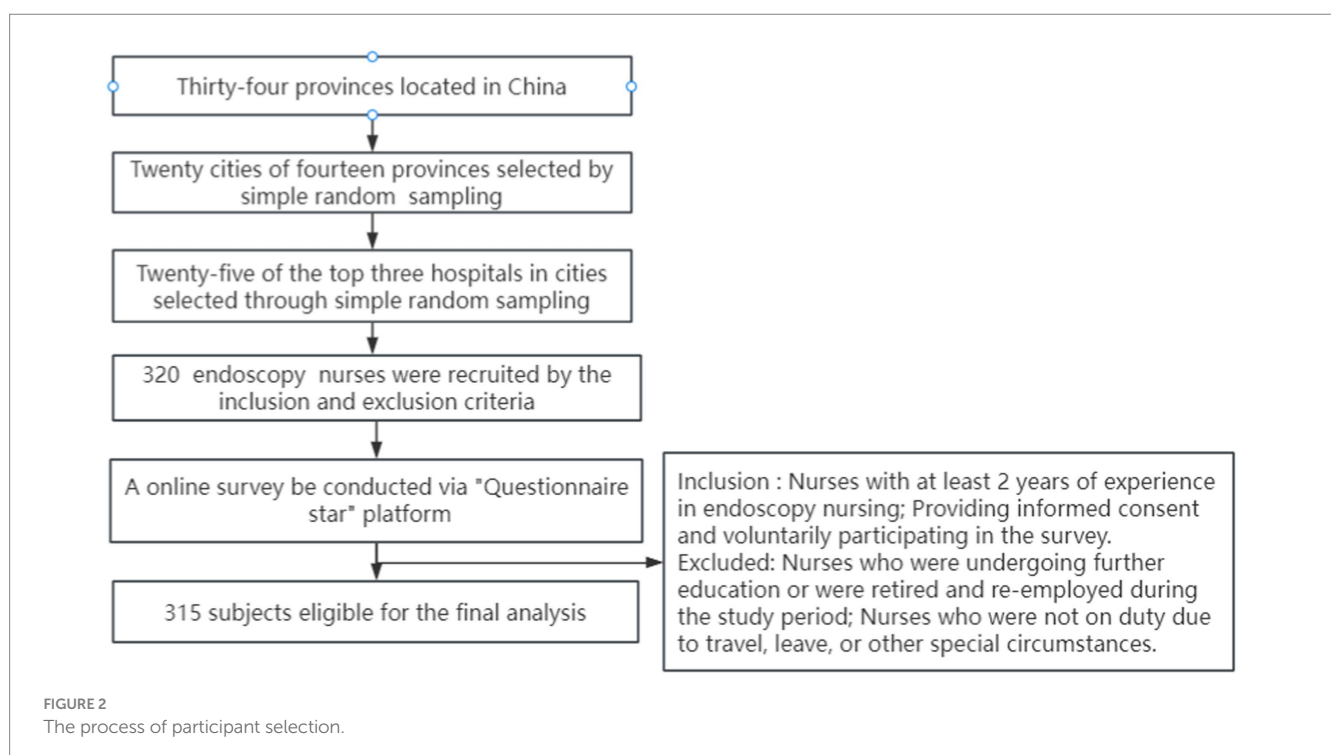 Thirty-four provinces located in China
Twenty cities of fourteen provinces selected by
simple random sampling
Twenty-five of the top three hospitals in cities
selected through simple random sampling
320 endoscopy nurses were recruited by the
inclusion and exclusion criteria
A online survey be conducted via "Questionnaire
star" platform
Inclusion : Nurses with at least 2 years of experience
in endoscopy nursing; Providing informed consent
and voluntarily participating in the survey.
Excluded: Nurses who were undergoing further
education or were retired and re-employed during
the study period; Nurses who were not on duty due
to travel, leave, or other special circumstances.
315 subjects eligible for the final analysis
FIGURE 2
The process of participant selection.